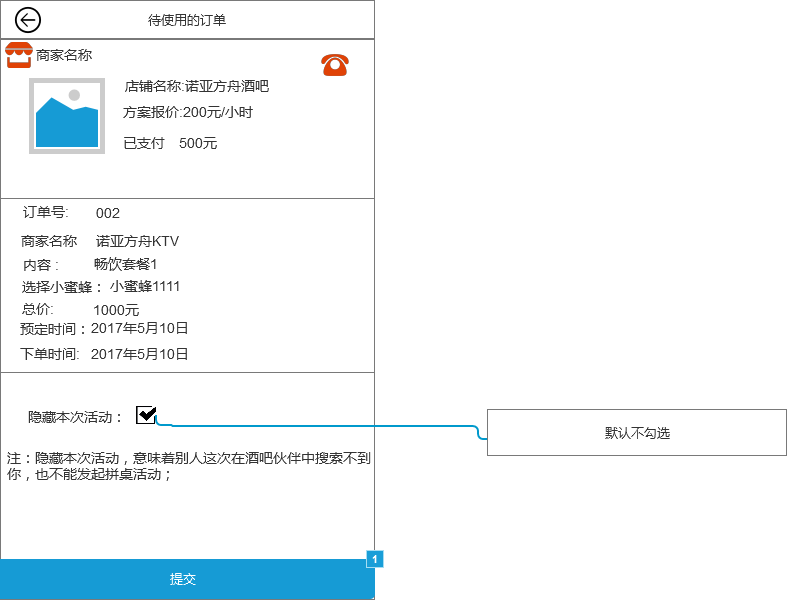 待使用的订单
商家名称
店铺名称:诺亚方舟酒吧
方案报价:200元/小时
已支付 500元
订单号: 002
商家名称 诺亚方舟KTV
内容 : 畅饮套餐1
选择小蜜蜂： 小蜜蜂1111
总价: 1000元
预定时间：2017年5月10日
下单时间: 2017年5月10日
隐藏本次活动：
默认不勾选
注：隐藏本次活动，意味着别人这次在酒吧伙伴中搜索不到
你，也不能发起拼桌活动；
1
提交